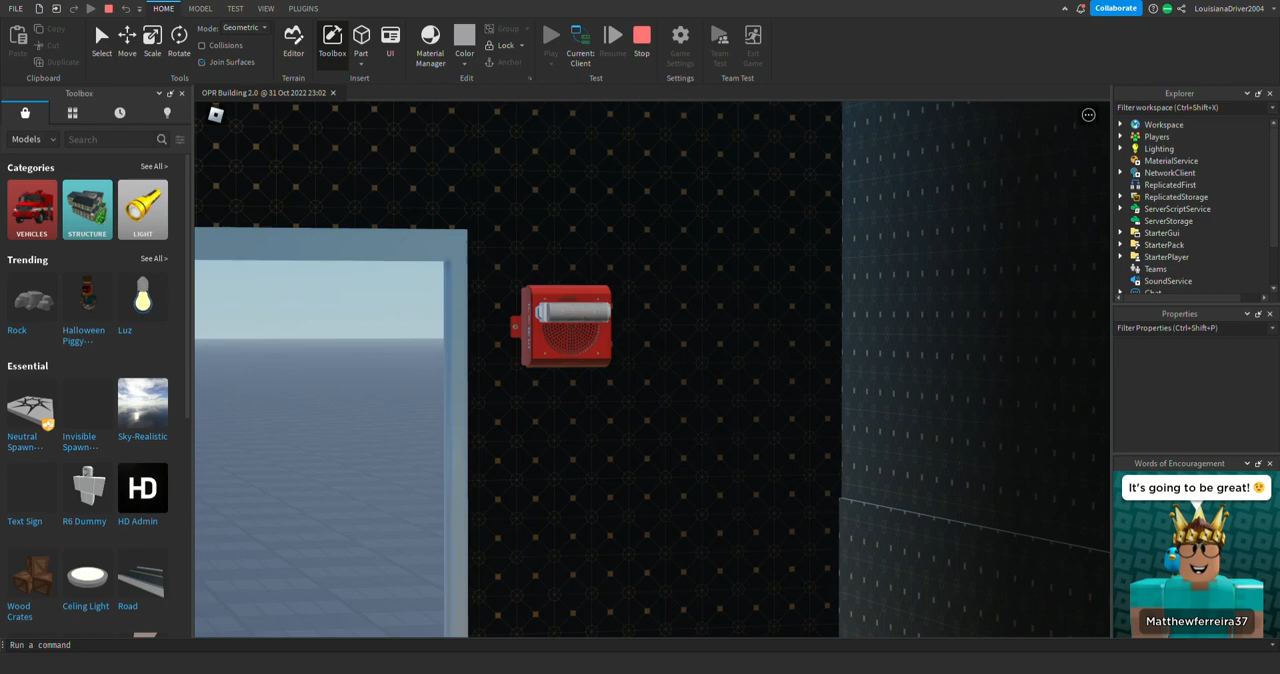 FILE
HOME
MODEL
TEST
VIEW
PLUGINS
Collaborate
LouisianaDriver2004
Paste
Copy
Cut
Duplicate
Clipboard
Select
Move
Scale
Rotate
Mode: Geometric
Collisions
Join Surfaces
Tools
Editor
Terrain
Toolbox
Part
UI
Insert
Material Manager
Color
Group
Lock
Anchor
Edit
Play
Current: Client
Resume
Stop
Test
Game Settings
Settings
Team Test
Exit Game
Team Test
Toolbox
Models
Search
Categories
See All >
VEHICLES
STRUCTURE
LIGHT
Trending
See All >
Rock
Halloween Piggy...
Luz
Essential
See All >
Neutral Spawn...
Invisible Spawn...
Sky-Realistic
Text Sign
R6 Dummy
HD
HD Admin
Wood Crates
Celing Light
Road
OPR Building 2.0 @ 31 Oct 2022 23:02
Explorer
Filter workspace (Ctrl+Shift+X)
Workspace
Players
Lighting
MaterialService
NetworkClient
ReplicatedFirst
ReplicatedStorage
ServerScriptService
ServerStorage
StarterGui
StarterPack
StarterPlayer
Teams
SoundService
Chat
Properties
Filter Properties (Ctrl+Shift+P)
Words of Encouragement
It's going to be great! 😉
Matthewferreira37
Run a command